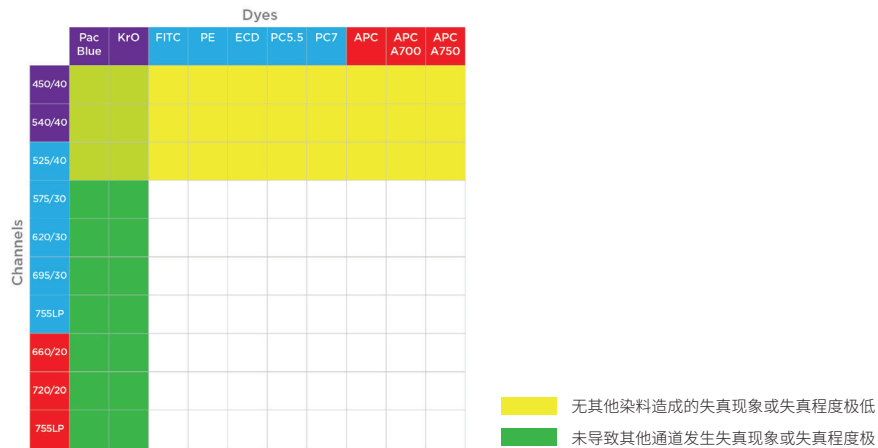 Dyes
Pac Blue KrO FITC PE ECD PC5.5 PC7 APC APC A700 APC A750
Channels
450/40
540/40
525/40
575/30
620/30
695/30
755LP
660/20
720/20
755LP
无其他染料造成的失真现象或失真程度极低
未导致其他通道发生失真现象或失真程度极